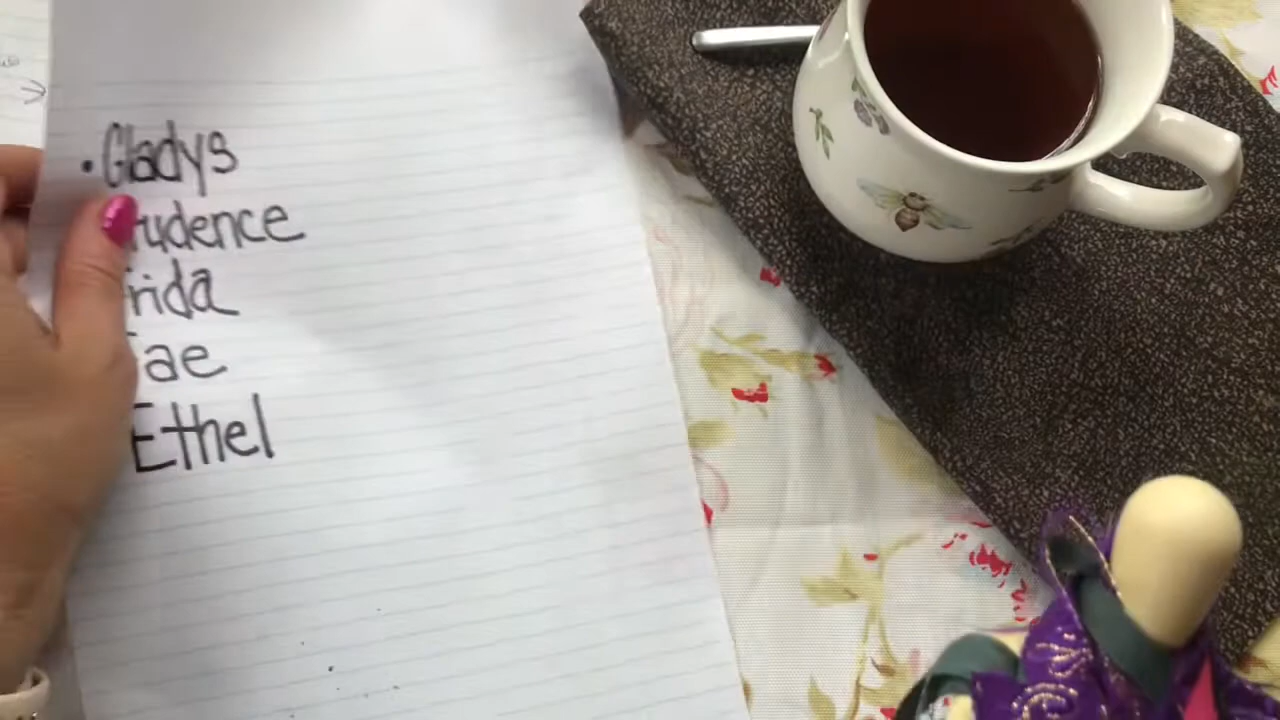 • Gladys
rudence
rida
ae
Ethel